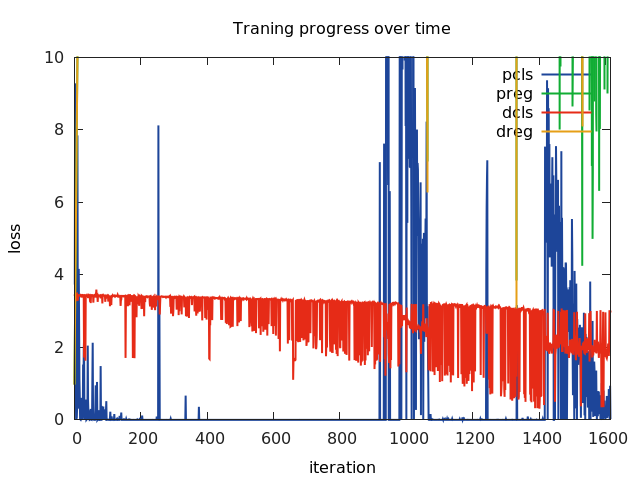 Traning progress over time
10
8
6
4
2
0
loss
pcls
preg
dcls
dreg
0 200 400 600 800 1000 1200 1400 1600
iteration